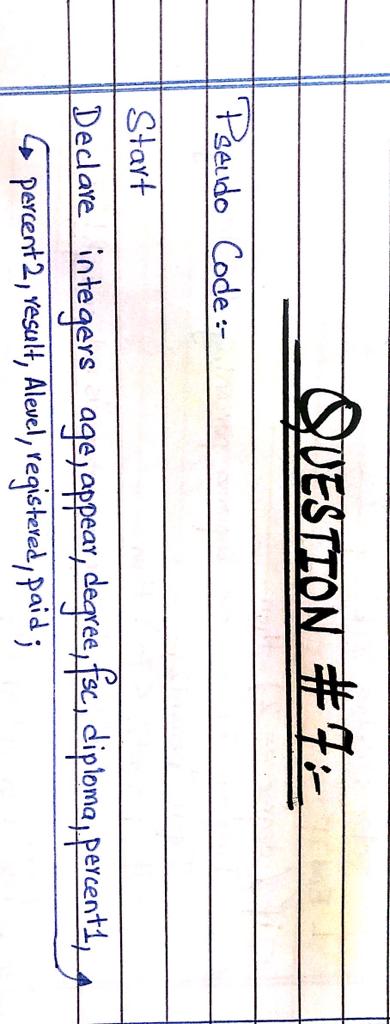 QUESTION #7:-
Pseudo Code:-
Start
Declare integers age, appear, degree, fsc, diploma, percent1,
percent2, result, Alevel, registered, paid;